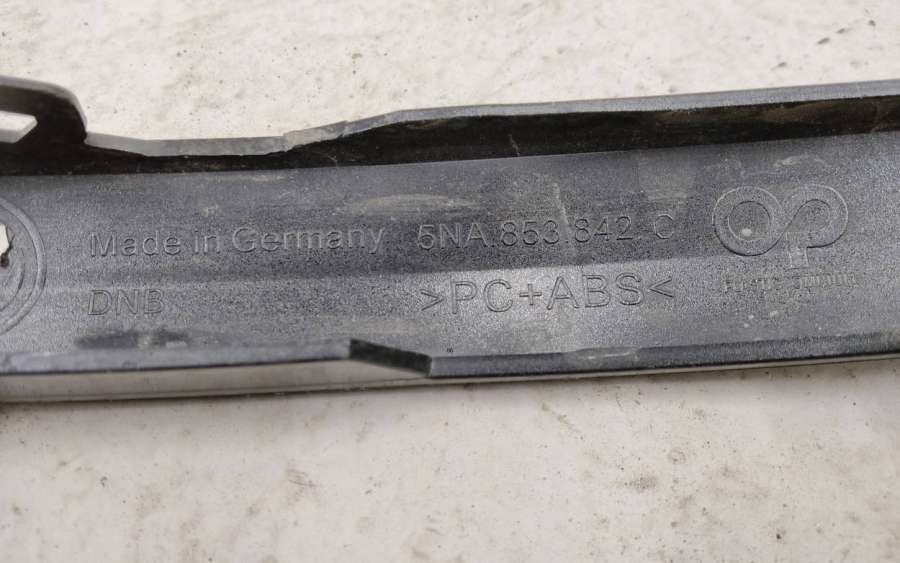 Made in Germany 5NA.853.842 C
DNB >PC+ABS<